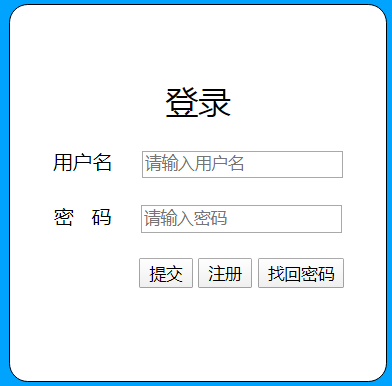 登录
用户名 请输入用户名
密 码 请输入密码
提交 注册 找回密码